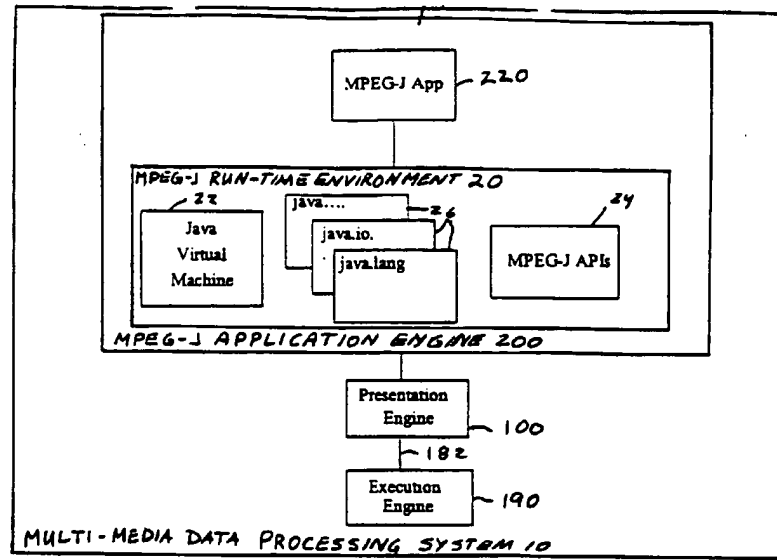 MPEG-J App
220
MPEG-J RUN-TIME ENVIRONMENT 20
22
Java
Virtual
Machine
java....
26
java.io.
java.lang
24
MPEG-J APIs
MPEG-J APPLICATION ENGINE 200
Presentation
Engine
100
182
Execution
Engine
190
MULTI-MEDIA DATA PROCESSING SYSTEM 10